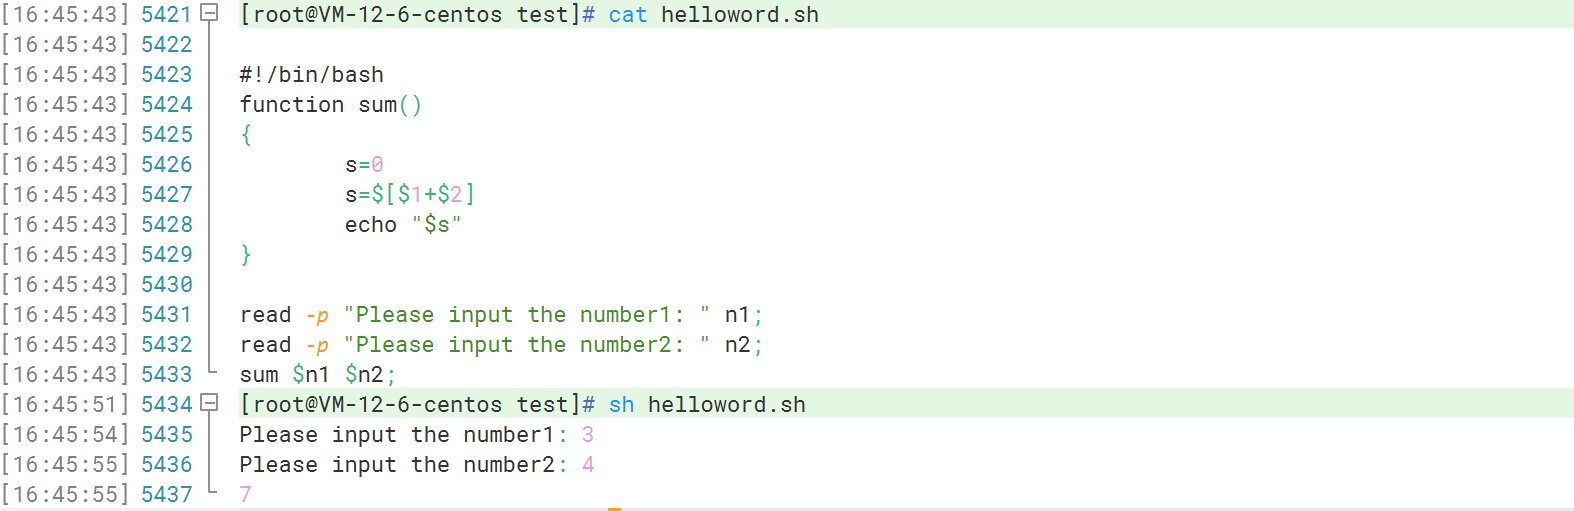 [16:45:43] 5421 [root@VM-12-6-centos test]# cat helloword.sh
[16:45:43] 5422
[16:45:43] 5423 #!/bin/bash
[16:45:43] 5424 function sum()
[16:45:43] 5425 {
[16:45:43] 5426         s=0
[16:45:43] 5427         s=$[$1+$2]
[16:45:43] 5428         echo "$s"
[16:45:43] 5429 }
[16:45:43] 5430
[16:45:43] 5431 read -p "Please input the number1: " n1;
[16:45:43] 5432 read -p "Please input the number2: " n2;
[16:45:43] 5433 sum $n1 $n2;
[16:45:51] 5434 [root@VM-12-6-centos test]# sh helloword.sh
[16:45:54] 5435 Please input the number1: 3
[16:45:55] 5436 Please input the number2: 4
[16:45:55] 5437 7